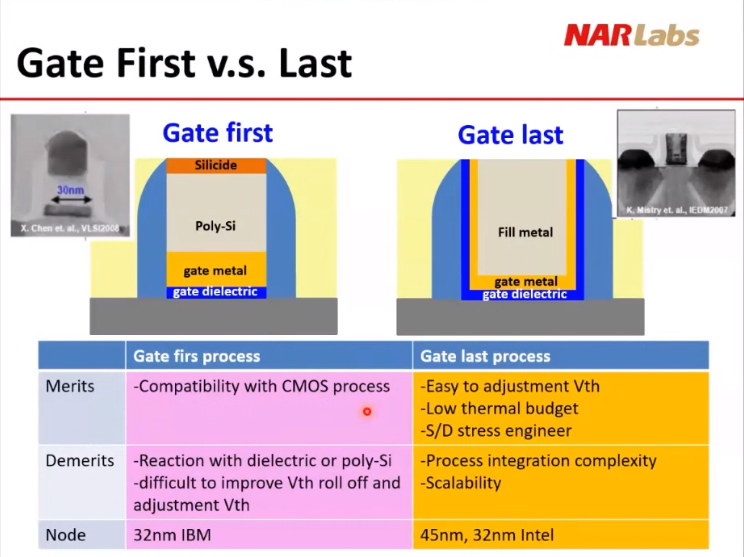 NARLabs
Gate First v.s. Last
Gate first
Gate last
30nm
X. Chen et. al., VLSI2008
K. Mistry et. al., IEDM2007
Silicide
Poly-Si
gate metal
gate dielectric
Fill metal
gate metal
gate dielectric
Gate firs process
Gate last process
Merits
-Compatibility with CMOS process
-Easy to adjustment Vth
-Low thermal budget
-S/D stress engineer
Demerits
-Reaction with dielectric or poly-Si
-difficult to improve Vth roll off and
adjustment Vth
-Process integration complexity
-Scalability
Node
32nm IBM
45nm, 32nm Intel